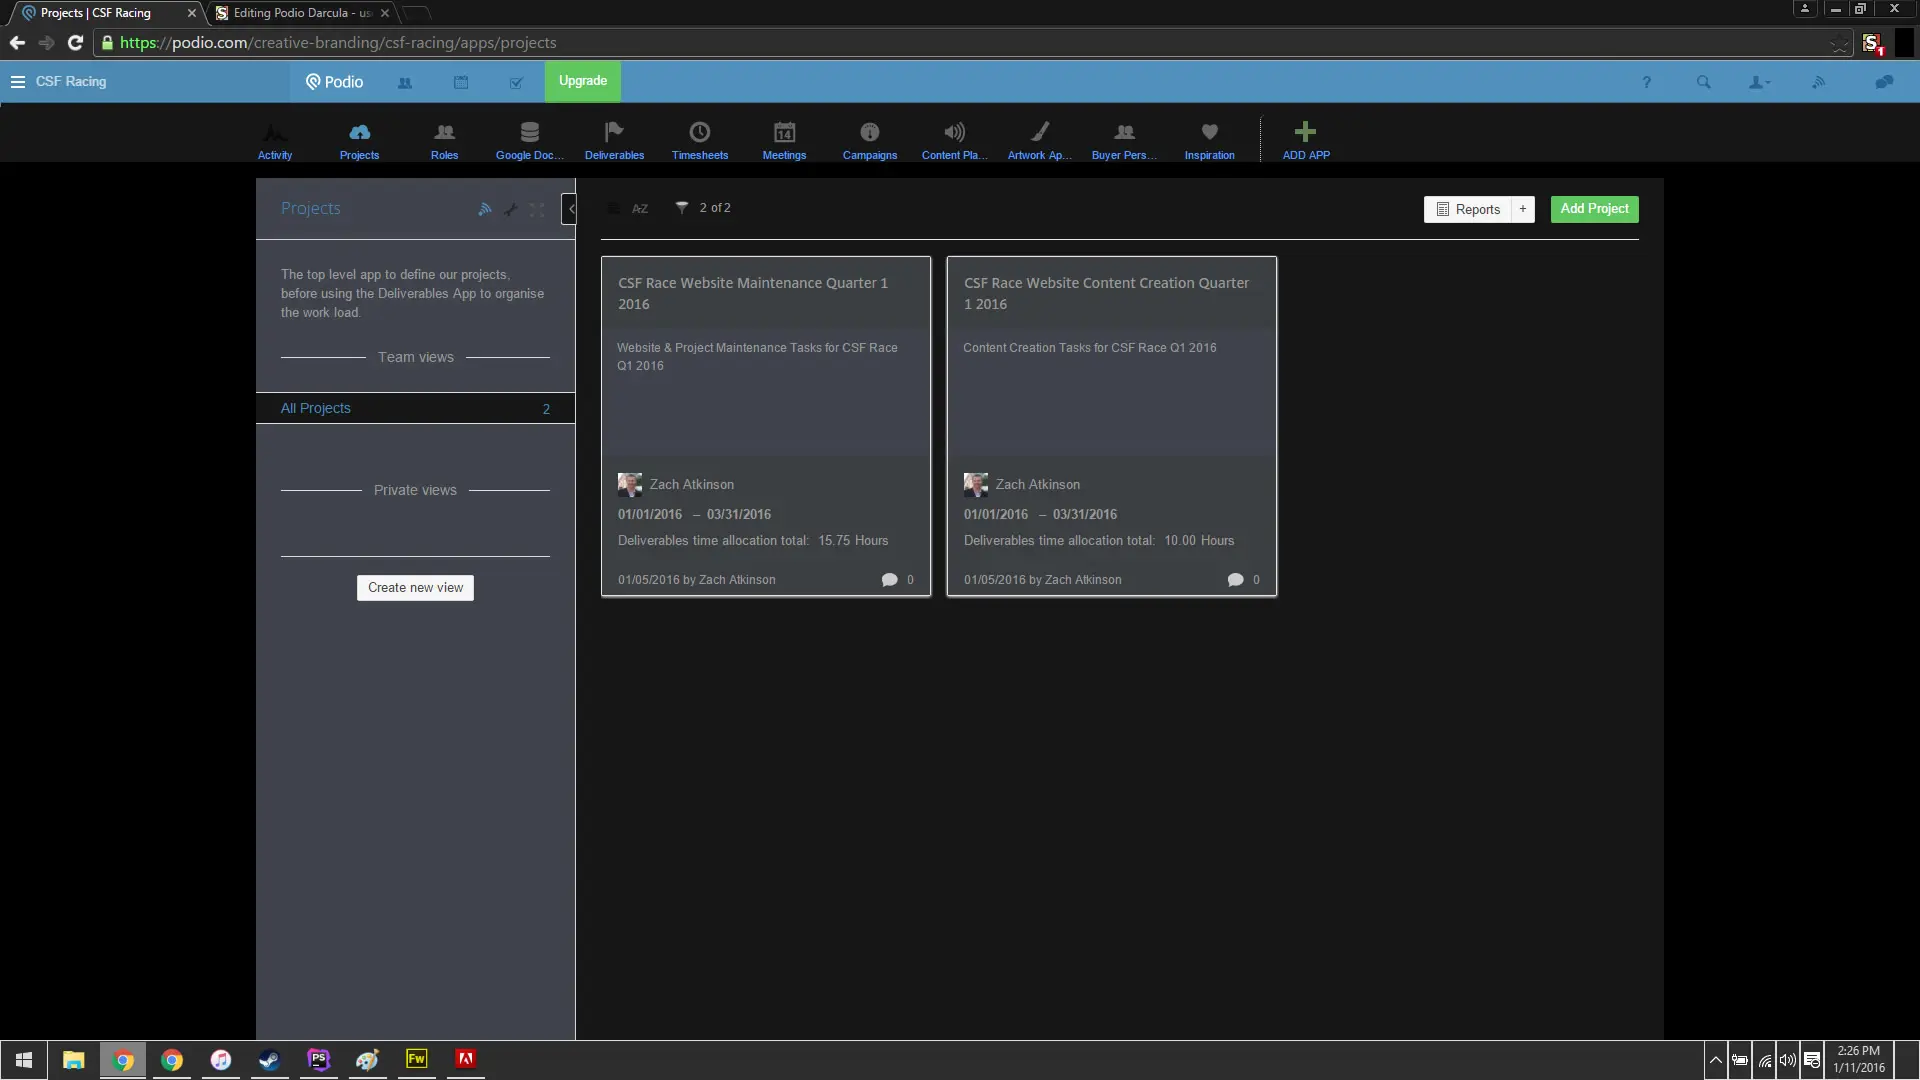 Projects | CSF Racing
Editing Podio Darcula - us
https://podio.com/creative-branding/csf-racing/apps/projects
CSF Racing
Podio
Upgrade
?
Activity
Projects
Roles
Google Doc...
Deliverables
Timesheets
14
Meetings
Campaigns
Content Pla...
Artwork Ap...
Buyer Pers...
Inspiration
ADD APP
Projects
A-Z
2 of 2
Reports
+
Add Project
The top level app to define our projects,
before using the Deliverables App to organise
the work load.
Team views
All Projects 2
Private views
Create new view
CSF Race Website Maintenance Quarter 1
2016
Website & Project Maintenance Tasks for CSF Race
Q1 2016
Zach Atkinson
01/01/2016 – 03/31/2016
Deliverables time allocation total: 15.75 Hours
01/05/2016 by Zach Atkinson 0
CSF Race Website Content Creation Quarter
1 2016
Content Creation Tasks for CSF Race Q1 2016
Zach Atkinson
01/01/2016 – 03/31/2016
Deliverables time allocation total: 10.00 Hours
01/05/2016 by Zach Atkinson 0
PS
Fw
2:26 PM
1/11/2016